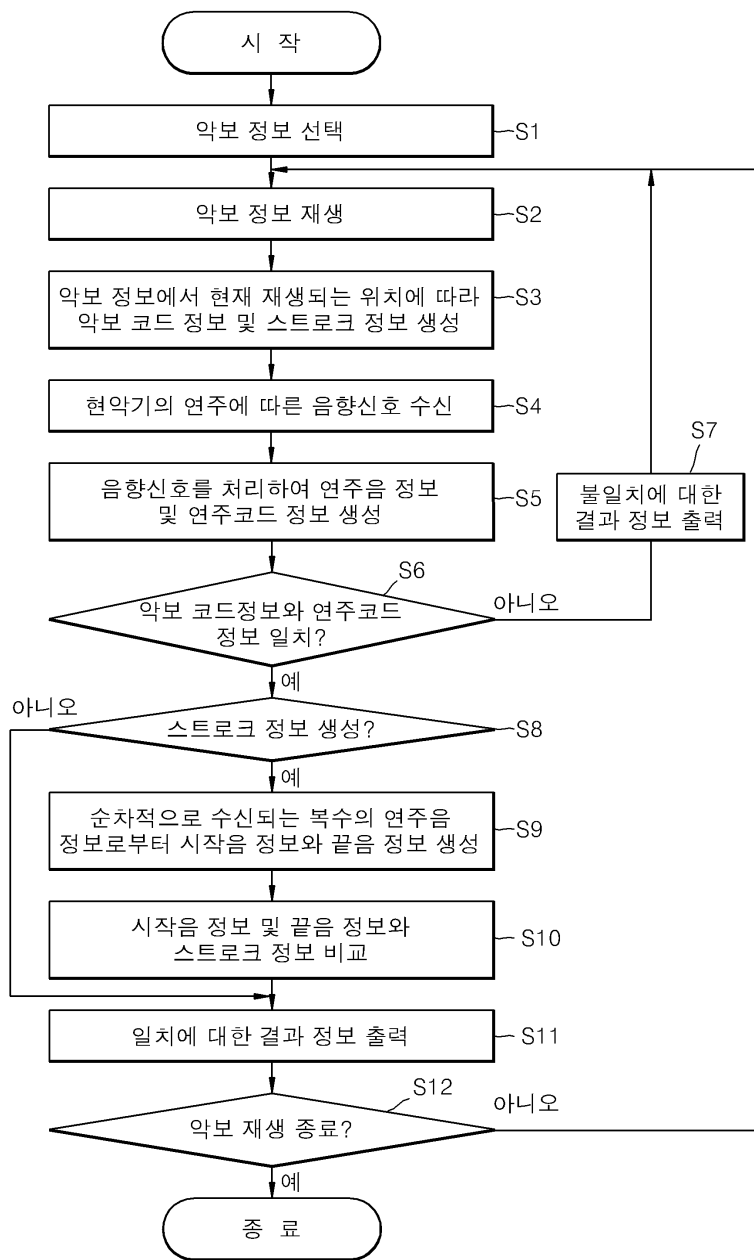 시 작
악보 정보 선택
S1
악보 정보 재생
S2
악보 정보에서 현재 재생되는 위치에 따라
악보 코드 정보 및 스트로크 정보 생성
S3
현악기의 연주에 따른 음향신호 수신
S4
음향신호를 처리하여 연주음 정보
및 연주코드 정보 생성
S5
S7
불일치에 대한
결과 정보 출력
S6
악보 코드정보와 연주코드
정보 일치?
아니오
예
아니오
스트로크 정보 생성?
S8
예
순차적으로 수신되는 복수의 연주음
정보로부터 시작음 정보와 끝음 정보 생성
S9
시작음 정보 및 끝음 정보와
스트로크 정보 비교
S10
일치에 대한 결과 정보 출력
S11
S12
악보 재생 종료?
아니오
예
종 료